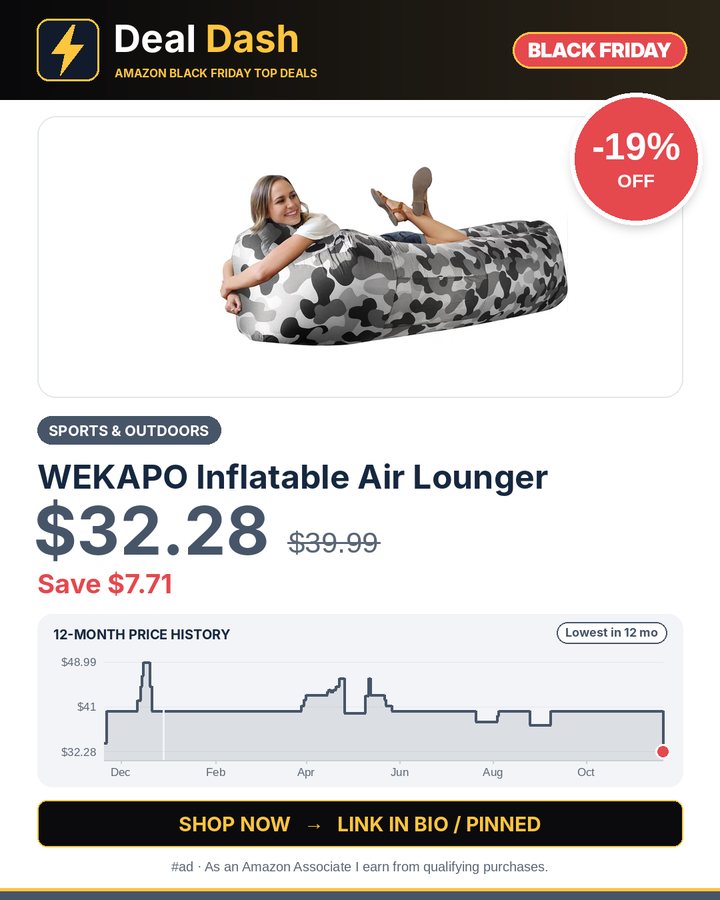 Deal Dash
AMAZON BLACK FRIDAY TOP DEALS
BLACK FRIDAY
-19%
OFF
SPORTS & OUTDOORS
WEKAPO Inflatable Air Lounger
$32.28 $39.99
Save $7.71
12-MONTH PRICE HISTORY
Lowest in 12 mo
$48.99
$41
$32.28
Dec Feb Apr Jun Aug Oct
SHOP NOW → LINK IN BIO / PINNED
#ad · As an Amazon Associate I earn from qualifying purchases.